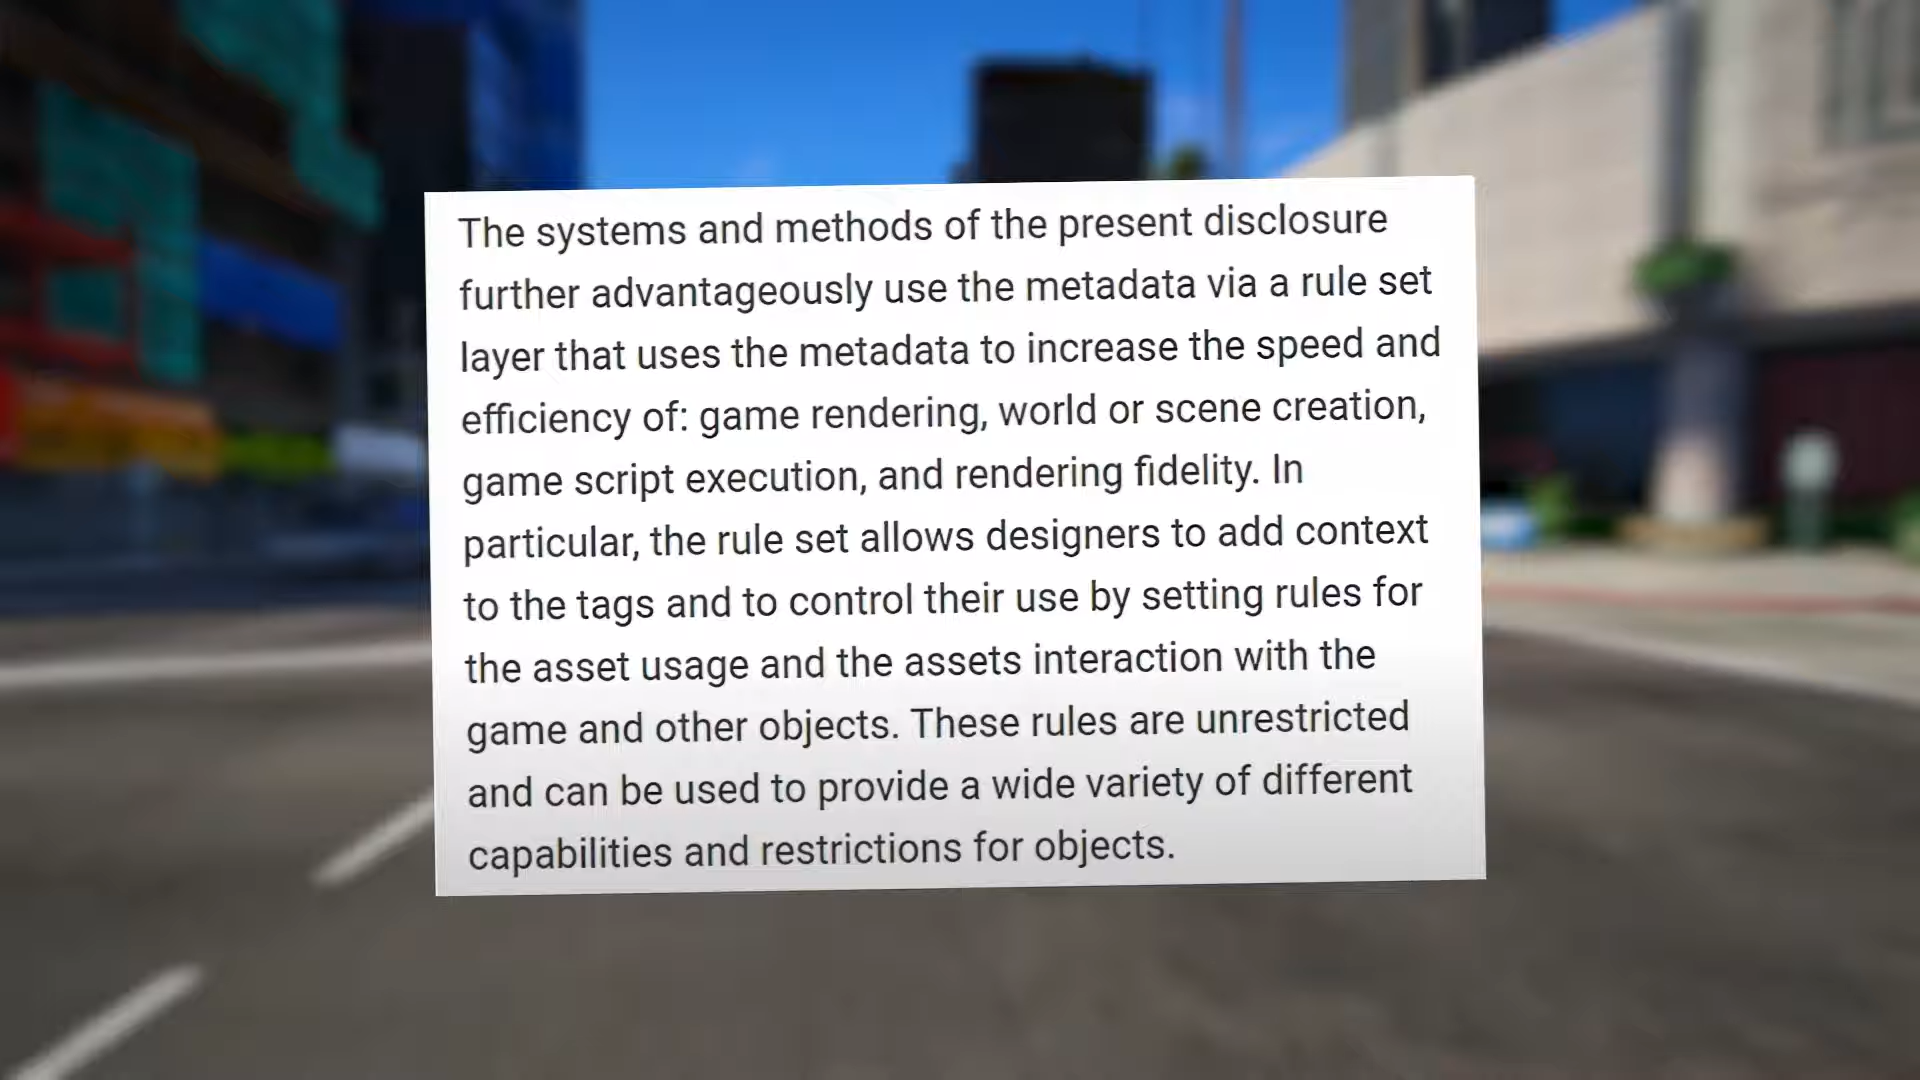 The systems and methods of the present disclosure
further advantageously use the metadata via a rule set
layer that uses the metadata to increase the speed and
efficiency of: game rendering, world or scene creation,
game script execution, and rendering fidelity. In
particular, the rule set allows designers to add context
to the tags and to control their use by setting rules for
the asset usage and the assets interaction with the
game and other objects. These rules are unrestricted
and can be used to provide a wide variety of different
capabilities and restrictions for objects.